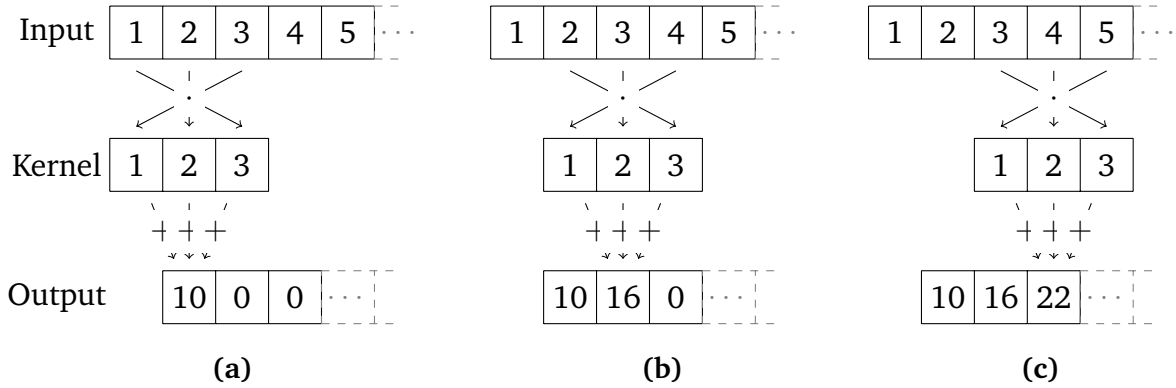 Input 1 2 3 4 5 ··· 1 2 3 4 5 ··· 1 2 3 4 5 ···
· · ·
Kernel 1 2 3 1 2 3 1 2 3
+ + + + + + + + +
Output 10 0 0 ··· 10 16 0 ··· 10 16 22 ···
(a) (b) (c)